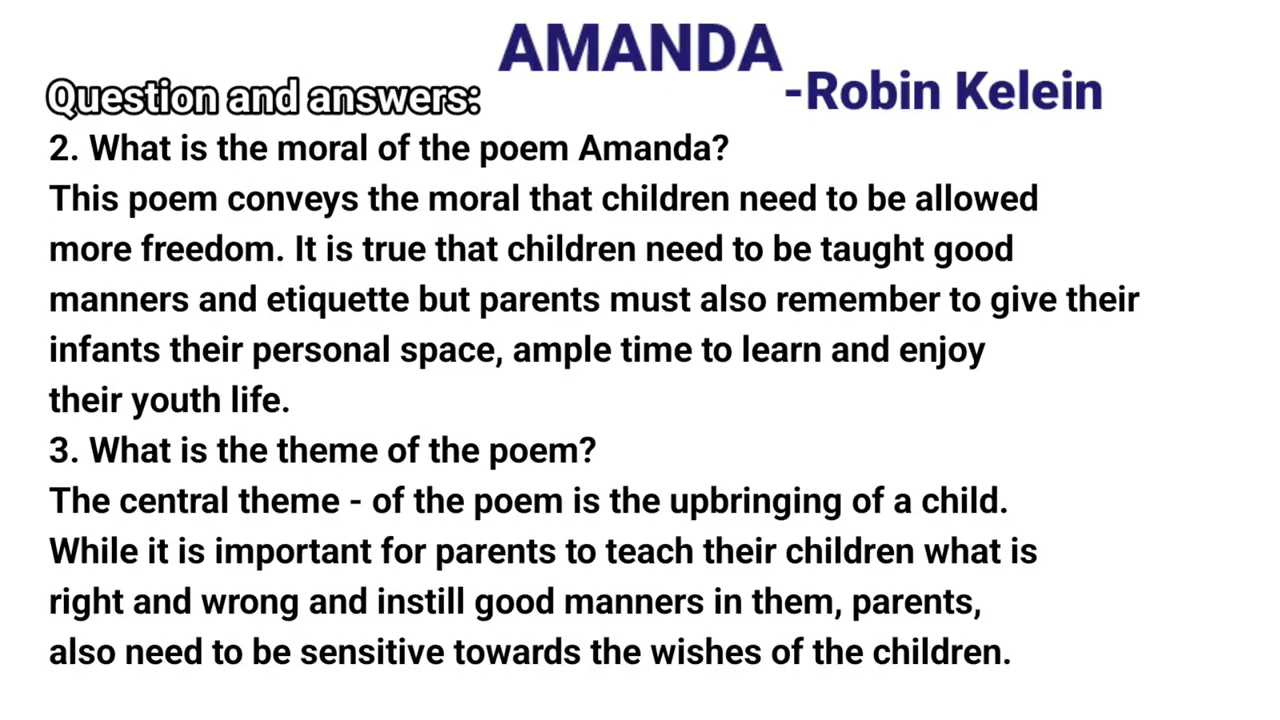 AMANDA
-Robin Kelein
Question and answers:
2. What is the moral of the poem Amanda?
This poem conveys the moral that children need to be allowed
more freedom. It is true that children need to be taught good
manners and etiquette but parents must also remember to give their
infants their personal space, ample time to learn and enjoy
their youth life.
3. What is the theme of the poem?
The central theme - of the poem is the upbringing of a child.
While it is important for parents to teach their children what is
right and wrong and instill good manners in them, parents,
also need to be sensitive towards the wishes of the children.